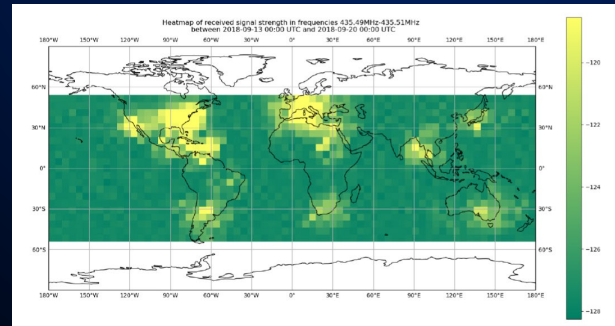 Heatmap of received signal strength in frequencies 435.49MHz-435.51MHz
between 2018-09-13 00:00 UTC and 2018-09-20 00:00 UTC
180°W 150°W 120°W 90°W 60°W 30°W 0° 30°E 60°E 90°E 120°E 150°E 180°E
60°N 60°N
30°N 30°N
0° 0°
30°S 30°S
60°S 60°S
180°W 150°W 120°W 90°W 60°W 30°W 0° 30°E 60°E 90°E 120°E 150°E 180°E
-120
-122
-124
-126
-128